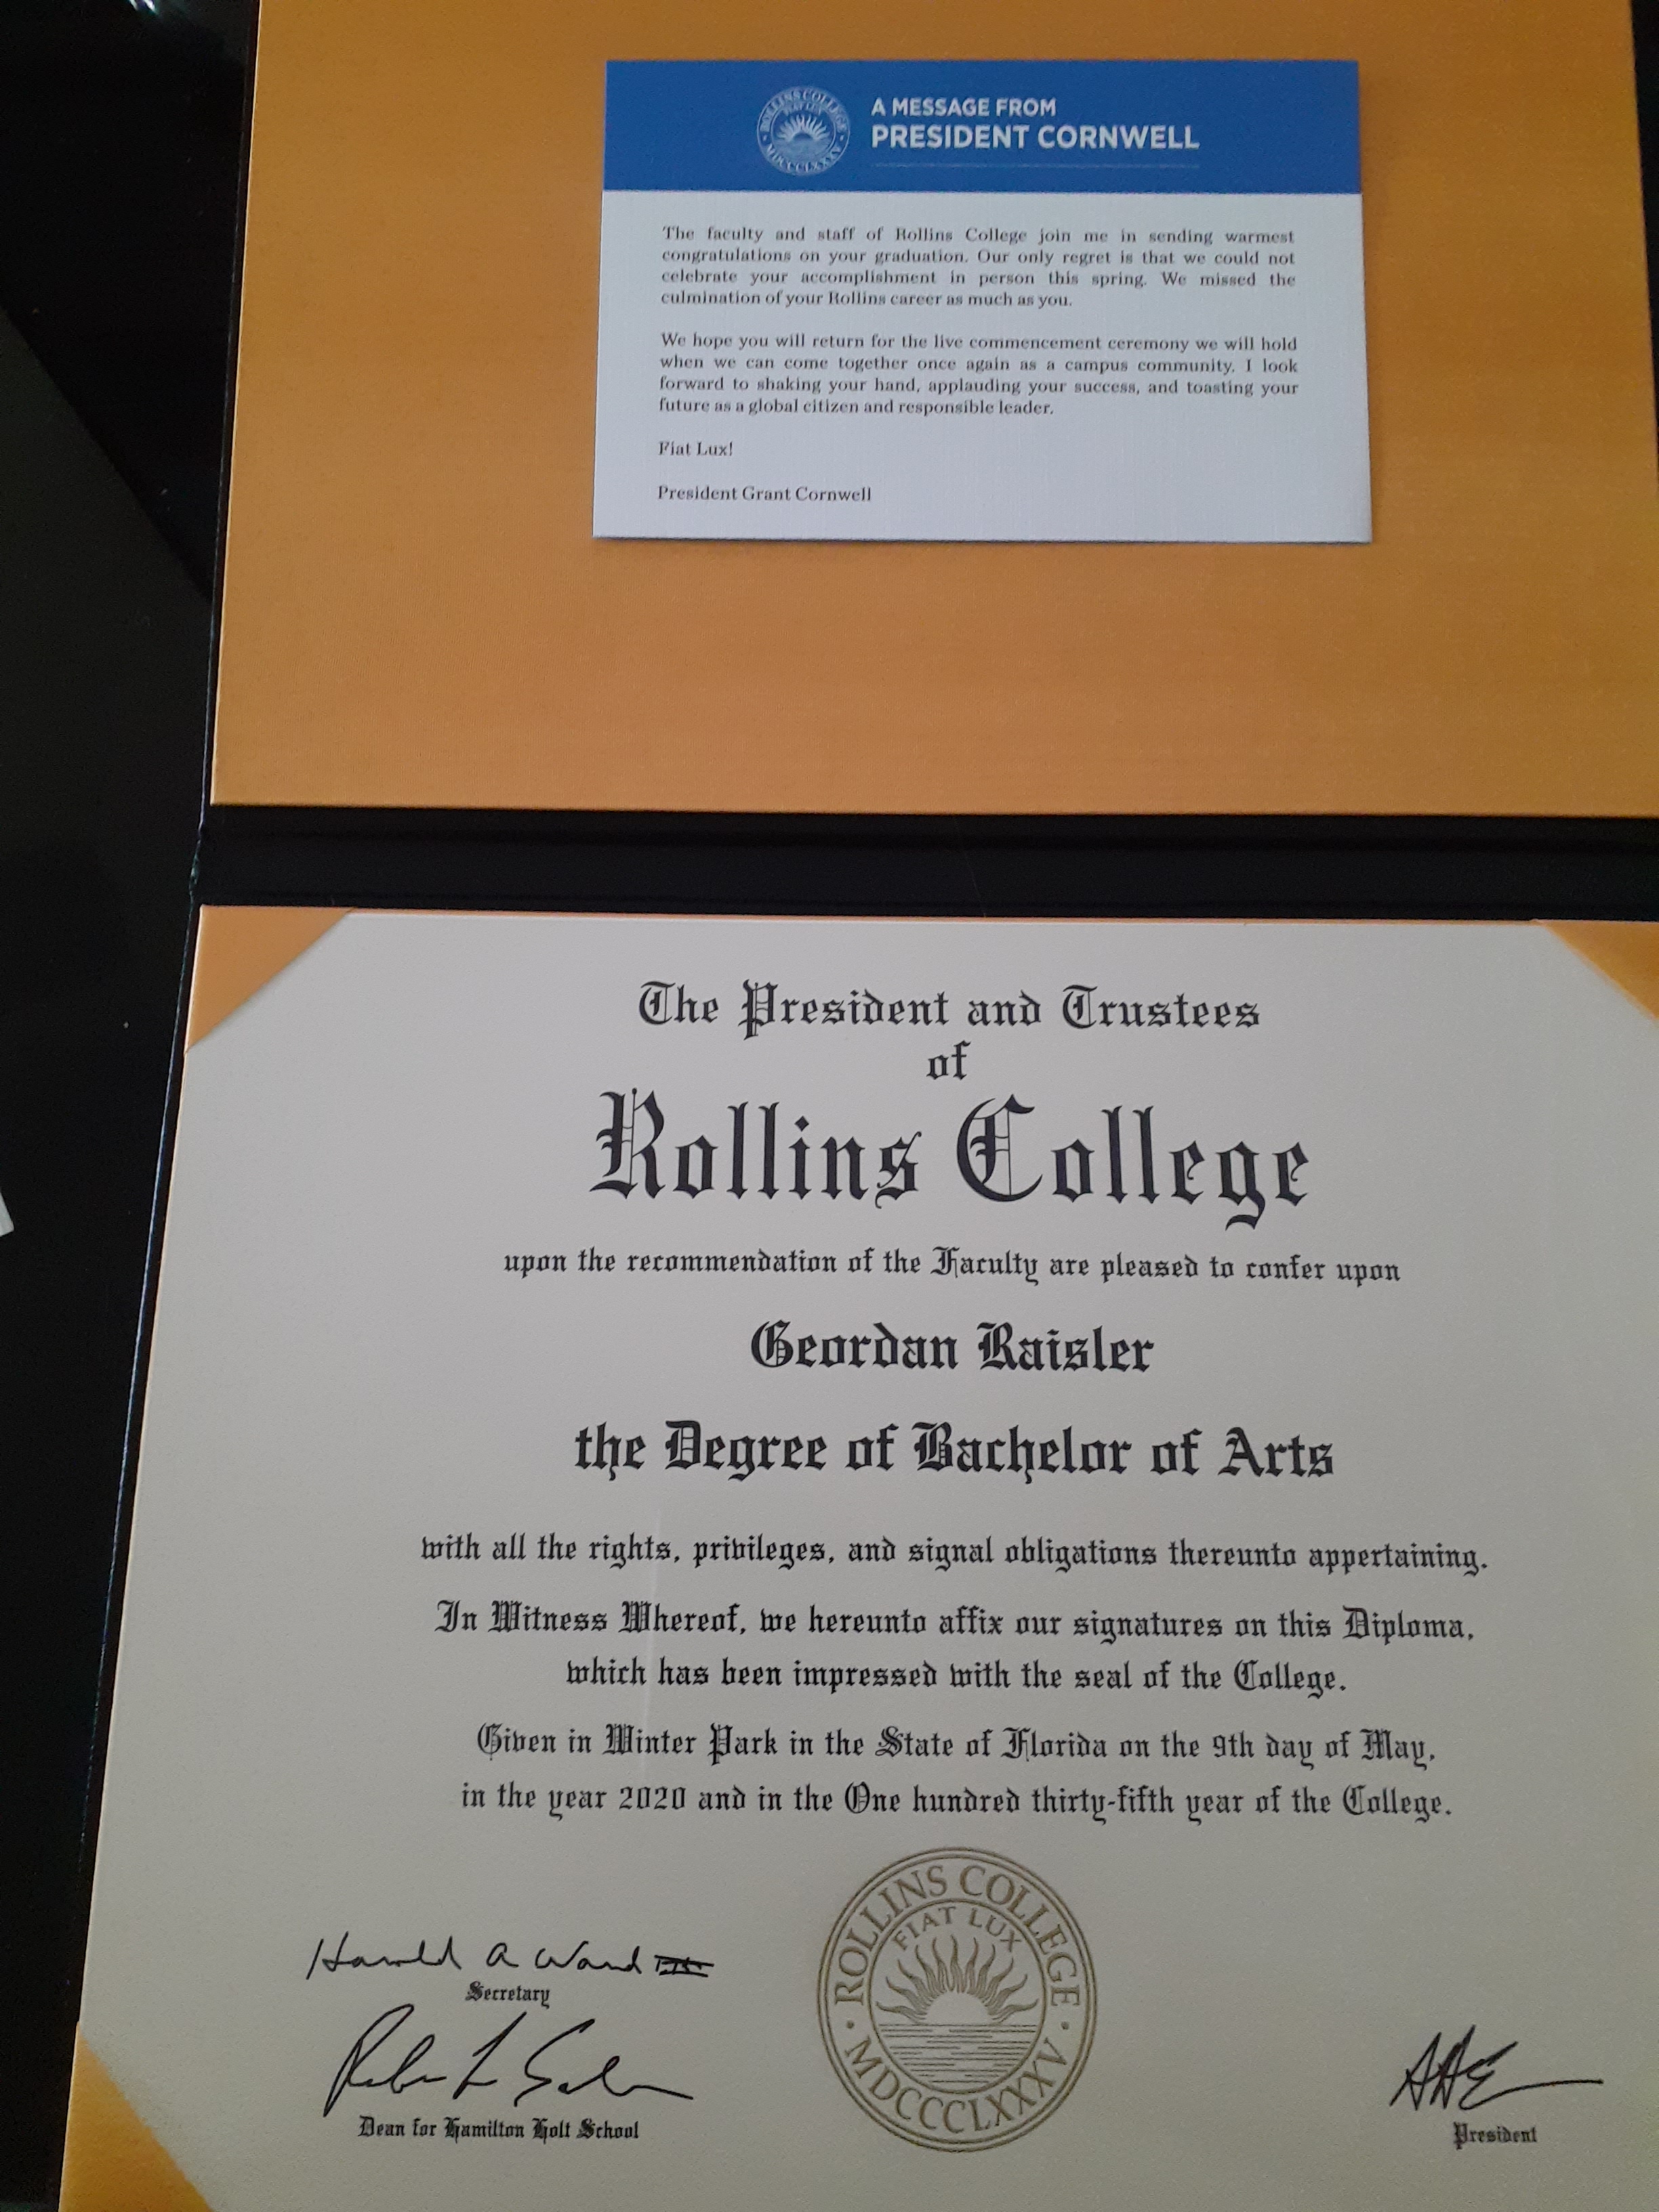 ROLLINS COLLEGE
FIAT LUX
MDCCCLXXXV
A MESSAGE FROM
PRESIDENT CORNWELL
The faculty and staff of Rollins College join me in sending warmest
congratulations on your graduation. Our only regret is that we could not
celebrate your accomplishment in person this spring. We missed the
culmination of your Rollins career as much as you.
We hope you will return for the live commencement ceremony we will hold
when we can come together once again as a campus community. I look
forward to shaking your hand, applauding your success, and toasting your
future as a global citizen and responsible leader.
Fiat Lux!
President Grant Cornwell
The President and Trustees
of
Rollins College
upon the recommendation of the Faculty are pleased to confer upon
Geordan Raisler
the Degree of Bachelor of Arts
with all the rights, privileges, and signal obligations thereunto appertaining.
In Witness Whereof, we hereunto affix our signatures on this Diploma,
which has been impressed with the seal of the College.
Given in Winter Park in the State of Florida on the 9th day of May,
in the year 2020 and in the One hundred thirty-fifth year of the College.
Harold A Ward III
Secretary
Dean for Hamilton Holt School
ROLLINS COLLEGE
FIAT LUX
MDCCCLXXXV
President